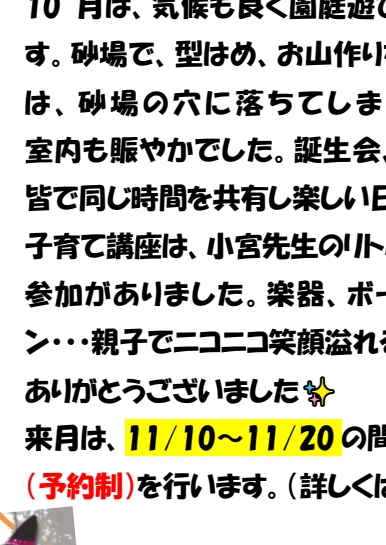 10 月は、気候も良く園庭遊で
す。砂場で、型はめ、お山作りを
は、砂場の穴に落ちてしま
室内も賑やかでした。誕生会、
皆で同じ時間を共有し楽しい日
子育て講座は、小宮先生のリト
参加がありました。楽器、ボー
ン・・・親子でニコニコ笑顔溢れる
ありがとうございました✨
来月は、11/10～11/20の間
(予約制)を行います。(詳しくは